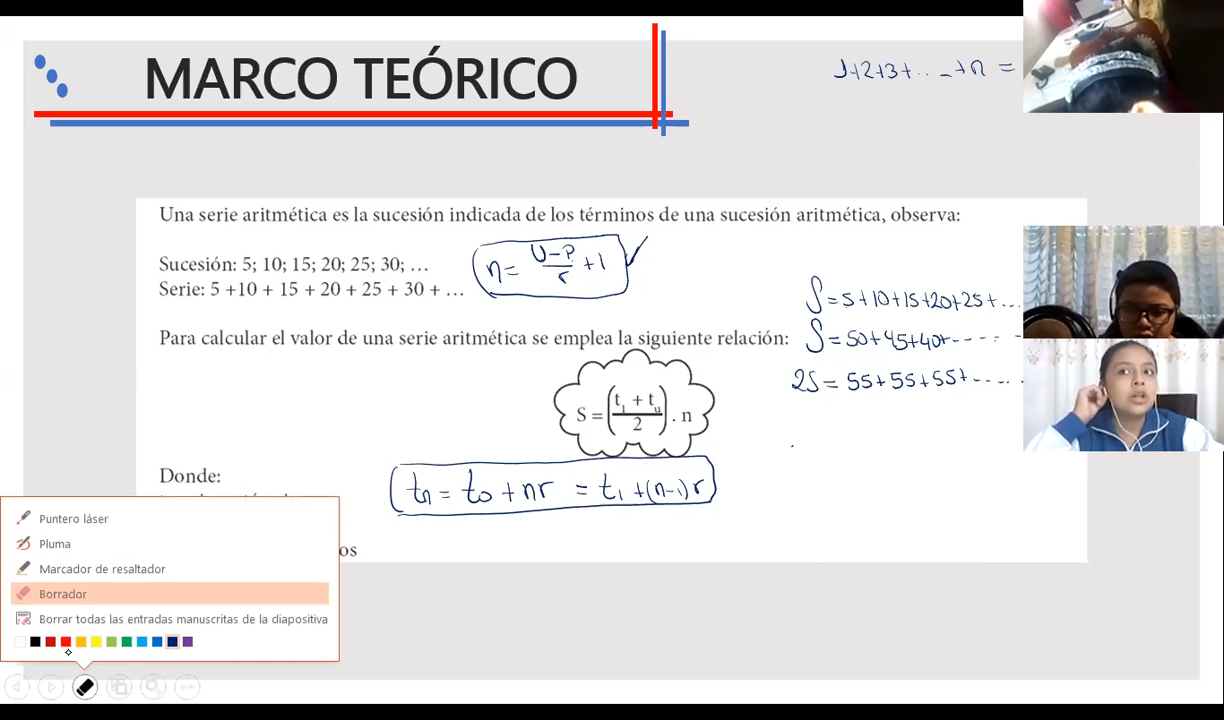 MARCO TEÓRICO
1+2+3+...+n =
Una serie aritmética es la sucesión indicada de los términos de una sucesión aritmética, observa:
Sucesión: 5; 10; 15; 20; 25; 30; …
Serie: 5 +10 + 15 + 20 + 25 + 30 + …
n = (U-P)/r + 1
S = 5+10+15+20+25+...
Para calcular el valor de una serie aritmética se emplea la siguiente relación:
S = 50+45+40+.....
2S = 55+55+55+.....
S = ((t₁ + tᵤ)/2) . n
Donde:
tn = t0 + nr = t1 + (n-1)r
os
Puntero láser
Pluma
Marcador de resaltador
Borrador
Borrar todas las entradas manuscritas de la diapositiva